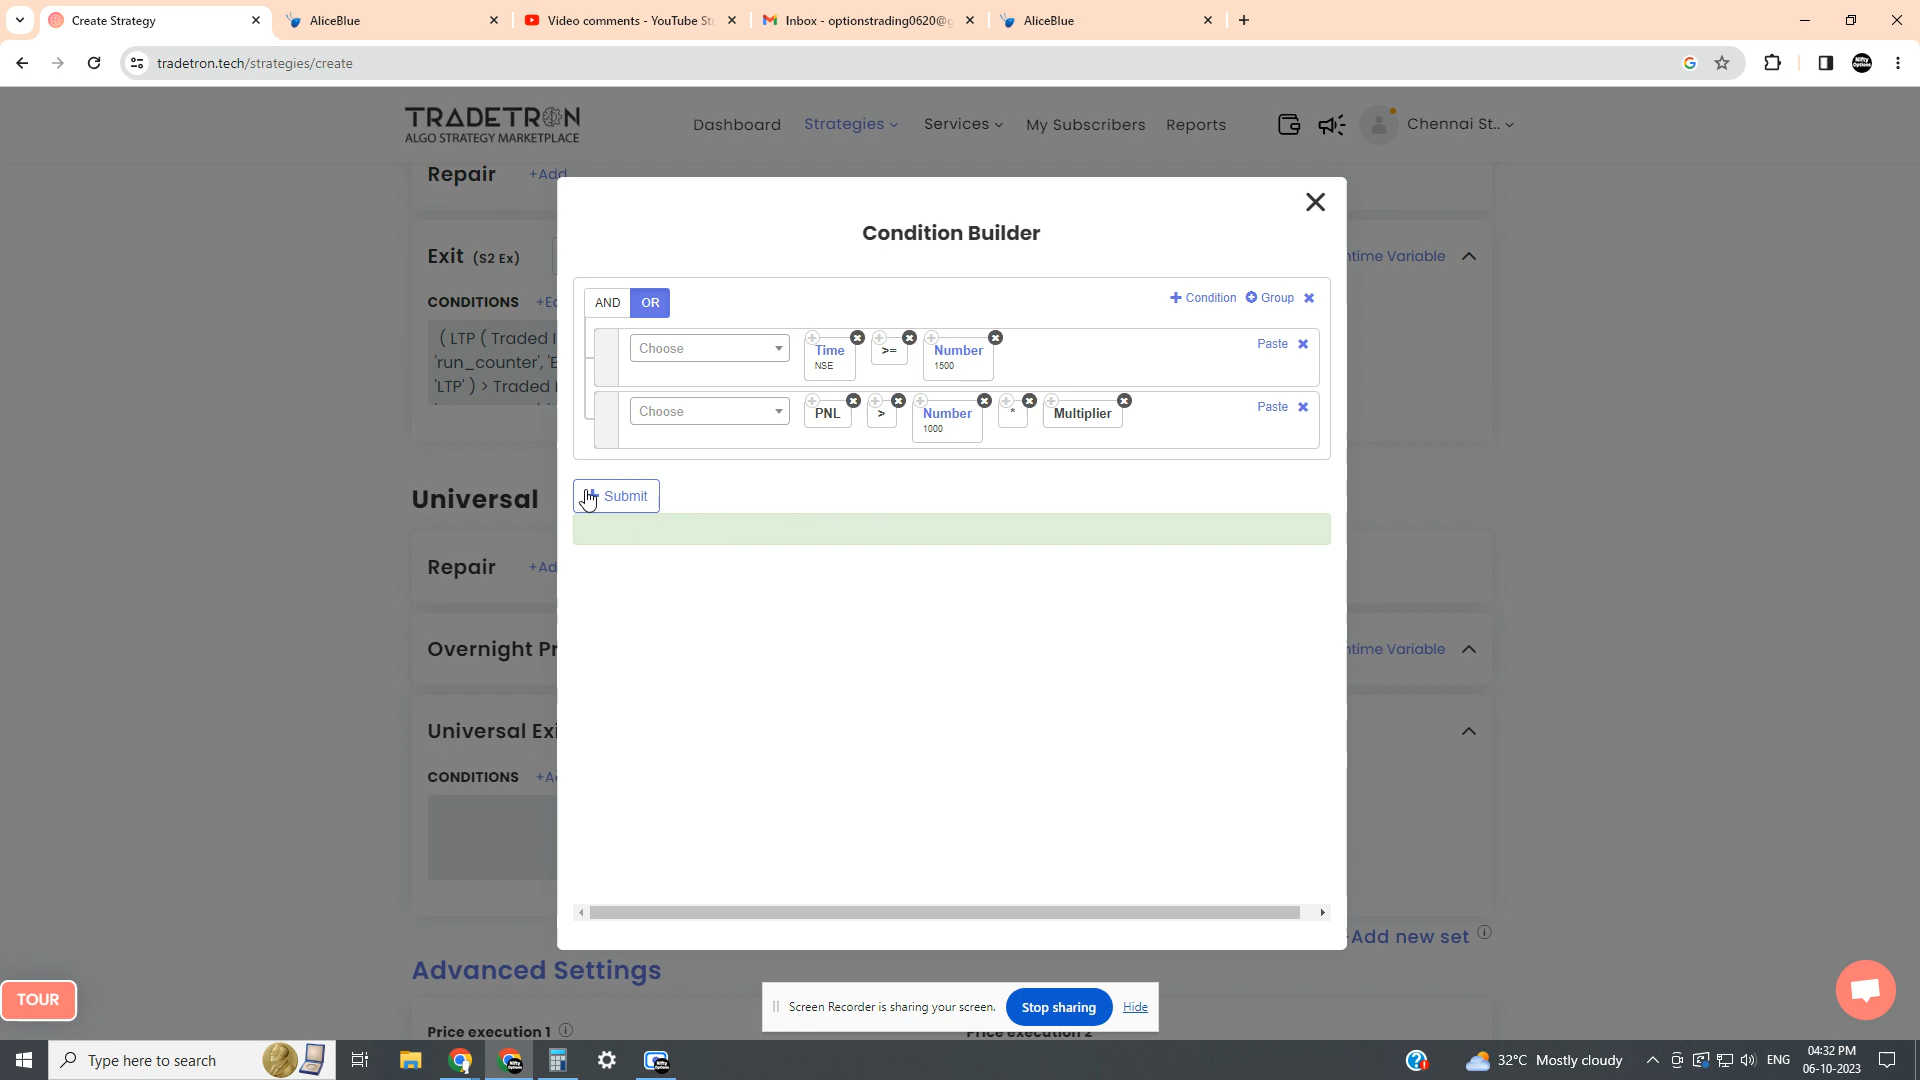 Create Strategy
AliceBlue
Video comments - YouTube St
Inbox - optionstrading0620@g
AliceBlue
tradetron.tech/strategies/create
TRADETRON
ALGO STRATEGY MARKETPLACE
Dashboard
Strategies
Services
My Subscribers
Reports
Chennai St..
Repair
+Add
Condition Builder
Exit (S2 Ex)
ntime Variable
AND
OR
Condition
Group
CONDITIONS
( LTP ( Traded I
'run_counter', 'E
'LTP' ) > Traded I
Choose
Time
NSE
>=
Number
1500
Paste
Choose
PNL
>
Number
1000
*
Multiplier
Paste
Universal
Submit
Repair
+Ad
Overnight Pr
ntime Variable
Universal Exi
CONDITIONS
Add new set
Advanced Settings
TOUR
Screen Recorder is sharing your screen.
Stop sharing
Hide
Price execution 1
Price execution 2
Type here to search
32°C Mostly cloudy
ENG
04:32 PM
06-10-2023